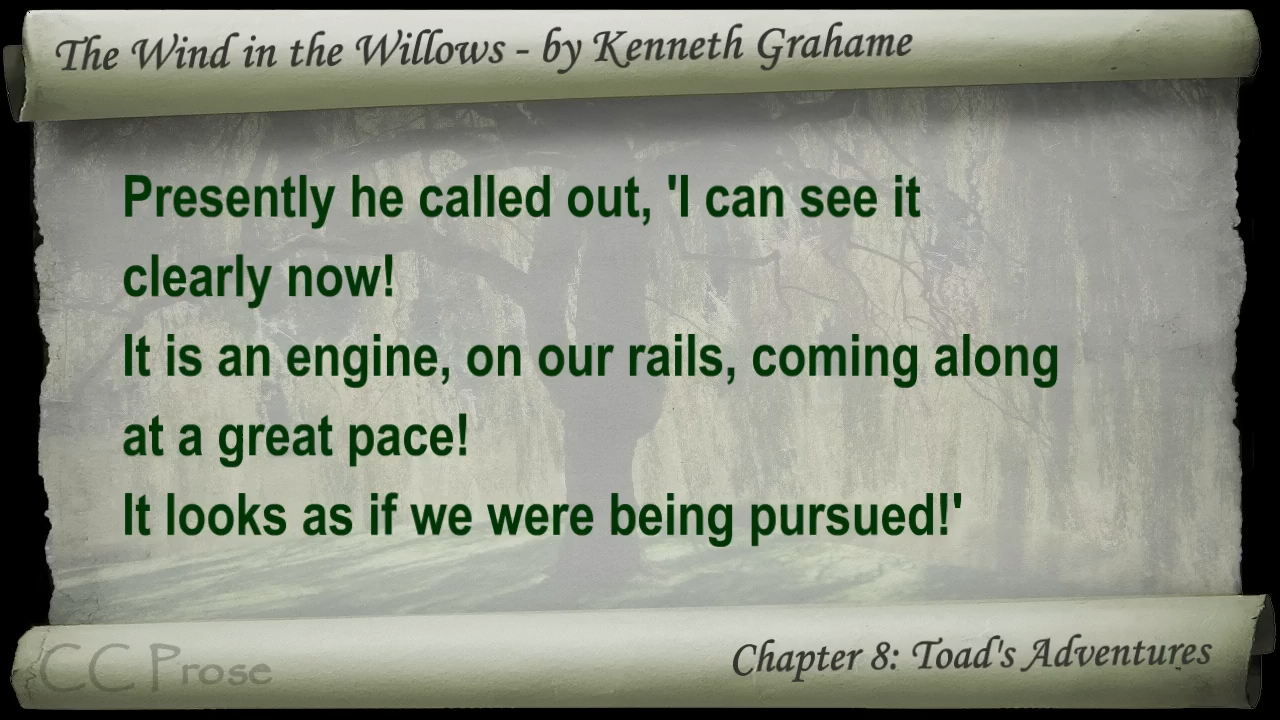 The Wind in the Willows - by Kenneth Grahame
Presently he called out, 'I can see it
clearly now!
It is an engine, on our rails, coming along
at a great pace!
It looks as if we were being pursued!'
CC Prose
Chapter 8: Toad's Adventures